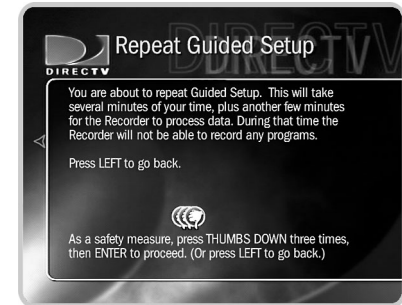 DIRECTV
Repeat Guided Setup
DIRECTV
You are about to repeat Guided Setup. This will take
several minutes of your time, plus another few minutes
for the Recorder to process data. During that time the
Recorder will not be able to record any programs.
Press LEFT to go back.
As a safety measure, press THUMBS DOWN three times,
then ENTER to proceed. (Or press LEFT to go back.)